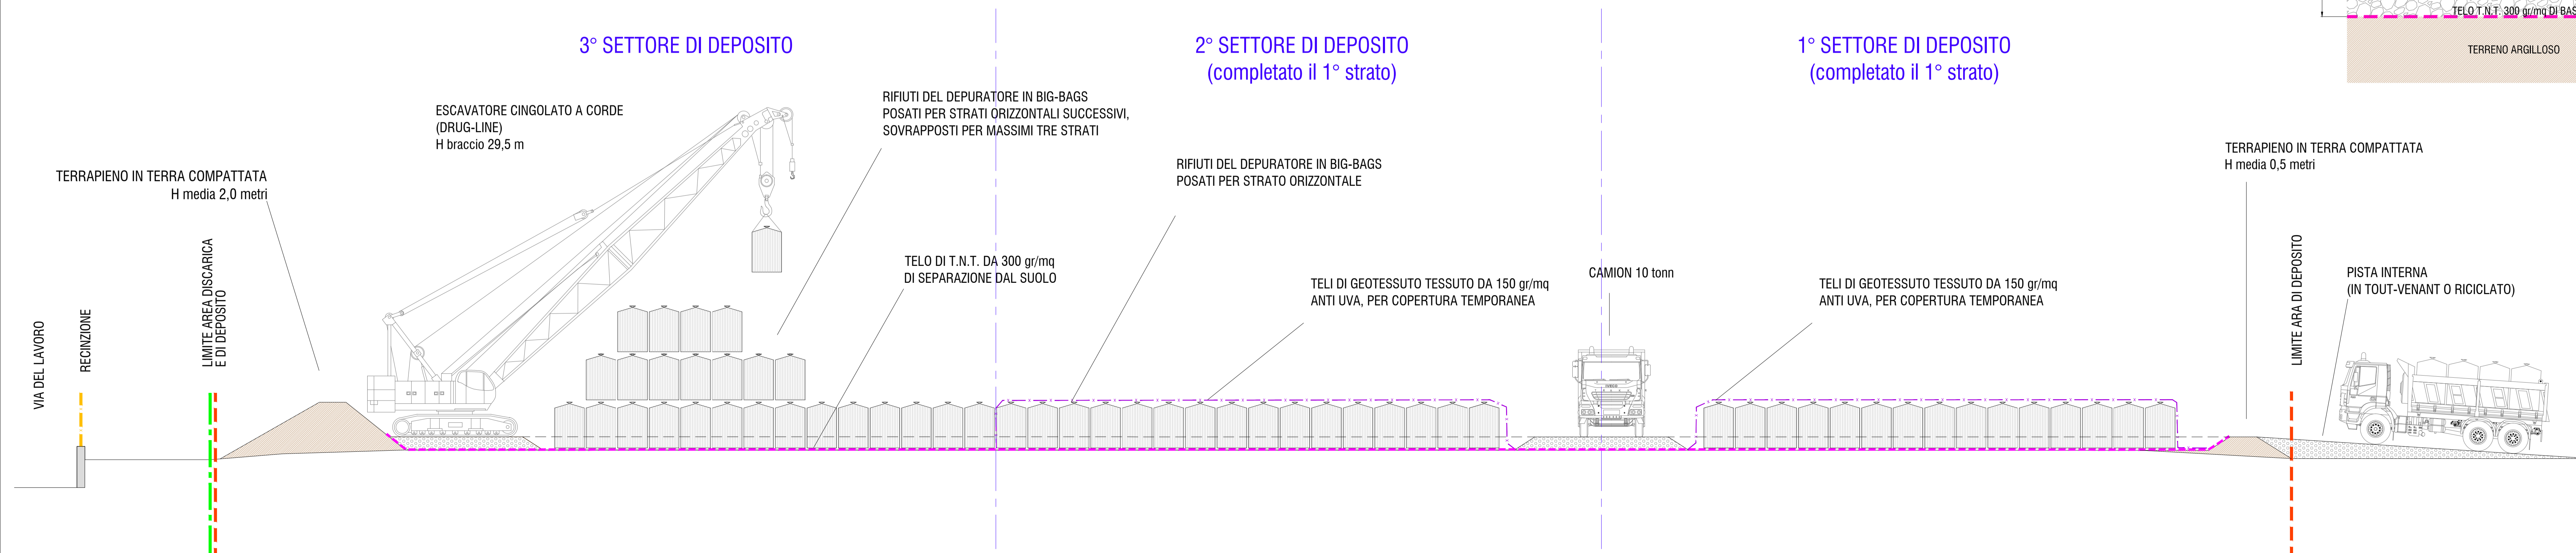 3° SETTORE DI DEPOSITO
2° SETTORE DI DEPOSITO
(completato il 1° strato)
1° SETTORE DI DEPOSITO
(completato il 1° strato)
TELO T.N.T. 300 gr/mq DI BAS
TERRENO ARGILLOSO
ESCAVATORE CINGOLATO A CORDE
(DRUG-LINE)
H braccio 29,5 m
RIFIUTI DEL DEPURATORE IN BIG-BAGS
POSATI PER STRATI ORIZZONTALI SUCCESSIVI,
SOVRAPPOSTI PER MASSIMI TRE STRATI
TERRAPIENO IN TERRA COMPATTATA
H media 2,0 metri
RIFIUTI DEL DEPURATORE IN BIG-BAGS
POSATI PER STRATO ORIZZONTALE
TERRAPIENO IN TERRA COMPATTATA
H media 0,5 metri
TELO DI T.N.T. DA 300 gr/mq
DI SEPARAZIONE DAL SUOLO
TELI DI GEOTESSUTO TESSUTO DA 150 gr/mq
ANTI UVA, PER COPERTURA TEMPORANEA
CAMION 10 tonn
TELI DI GEOTESSUTO TESSUTO DA 150 gr/mq
ANTI UVA, PER COPERTURA TEMPORANEA
PISTA INTERNA
(IN TOUT-VENANT O RICICLATO)
VIA DEL LAVORO
RECINZIONE
LIMITE AREA DISCARICA
E DI DEPOSITO
LIMITE ARA DI DEPOSITO
IVECO